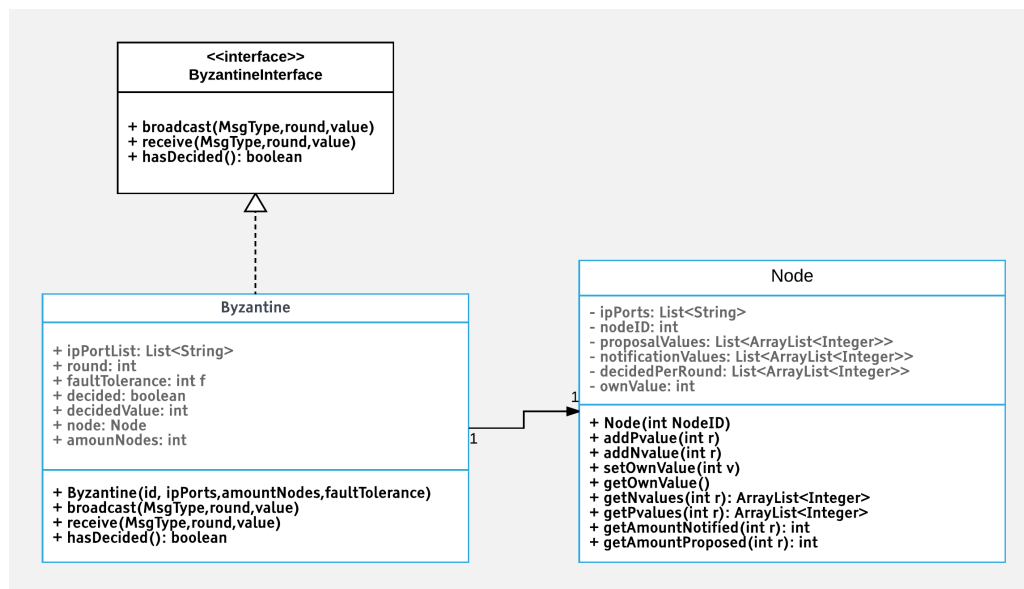 <<interface>>
ByzantineInterface
+ broadcast(MsgType,round,value)
+ receive(MsgType,round,value)
+ hasDecided(): boolean
Byzantine
+ ipPortList: List<String>
+ round: int
+ faultTolerance: int f
+ decided: boolean
+ decidedValue: int
+ node: Node
+ amounNodes: int
+ Byzantine(id, ipPorts,amountNodes,faultTolerance)
+ broadcast(MsgType,round,value)
+ receive(MsgType,round,value)
+ hasDecided(): boolean
1
1
Node
- ipPorts: List<String>
- nodeID: int
- proposalValues: List<ArrayList<Integer>>
- notificationValues: List<ArrayList<Integer>>
- decidedPerRound: List<ArrayList<Integer>>
- ownValue: int
+ Node(int NodeID)
+ addPvalue(int r)
+ addNvalue(int r)
+ setOwnValue(int v)
+ getOwnValue()
+ getNvalues(int r): ArrayList<Integer>
+ getPvalues(int r): ArrayList<Integer>
+ getAmountNotified(int r): int
+ getAmountProposed(int r): int